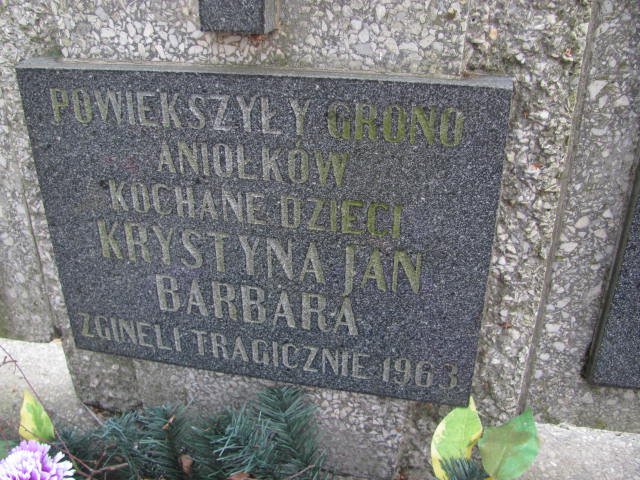 POWIEKSZYŁY GRONO
ANIOŁKÓW
KOCHANE DZIECI
KRYSTYNA JAN
BARBARA
ZGINELI TRAGICZNIE 1963